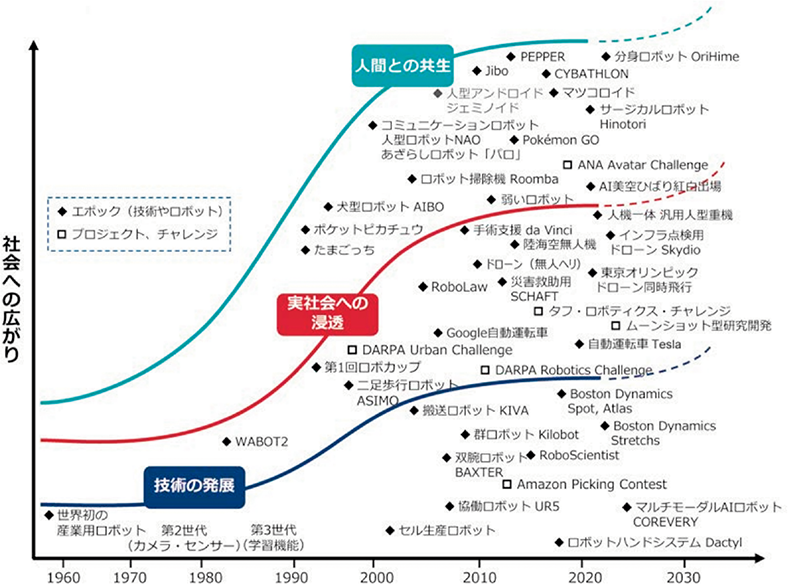 人間との共生
PEPPER
分身ロボット OriHime
Jibo
CYBATHLON
人型アンドロイド
ジェミノイド
マツコロイド
サージカルロボット
Hinotori
コミュニケーションロボット
人型ロボットNAO
あざらしロボット「パロ」
Pokémon GO
ANA Avatar Challenge
ロボット掃除機 Roomba
AI美空ひばり紅白出場
エポック（技術やロボット）
プロジェクト、チャレンジ
犬型ロボット AIBO
弱いロボット
人機一体 汎用人型重機
ポケットピカチュウ
手術支援 da Vinci
インフラ点検用
ドローン Skydio
たまごっち
陸海空無人機
ドローン（無人ヘリ）
東京オリンピック
ドローン同時飛行
社会への広がり
実社会への
浸透
RoboLaw
災害救助用
SCHAFT
タフ・ロボティクス・チャレンジ
ムーンショット型研究開発
Google自動運転車
自動運転車 Tesla
DARPA Urban Challenge
第1回ロボカップ
DARPA Robotics Challenge
二足歩行ロボット
ASIMO
搬送ロボット KIVA
Boston Dynamics
Spot, Atlas
WABOT2
群ロボット Kilobot
Boston Dynamics
Stretchs
双腕ロボット
BAXTER
RoboScientist
技術の発展
Amazon Picking Contest
世界初の
産業用ロボット
第2世代
（カメラ・センサー）
第3世代
（学習機能）
協働ロボット UR5
マルチモーダルAIロボット
COREVERY
セル生産ロボット
ロボットハンドシステム Dactyl
1960 1970 1980 1990 2000 2010 2020 2030